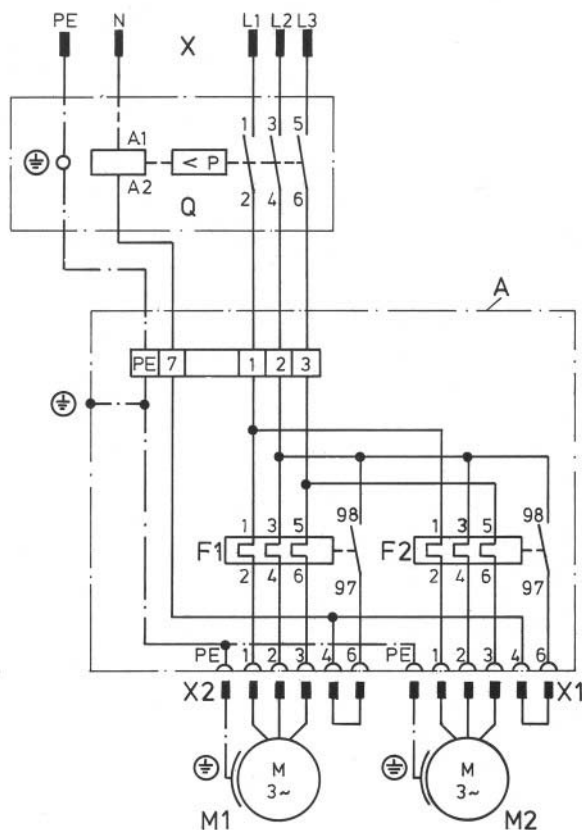 PE N X L1 L2 L3
1 3 5
A1
< P
A2
Q 2 4 6
A
PE 7 1 2 3
1 3 5 98 1 3 5 98
F1 F2
2 4 6 97 2 4 6 97
PE 1 2 3 4 6 PE 1 2 3 4 6
X2 X1
M 3~ M 3~
M1 M2